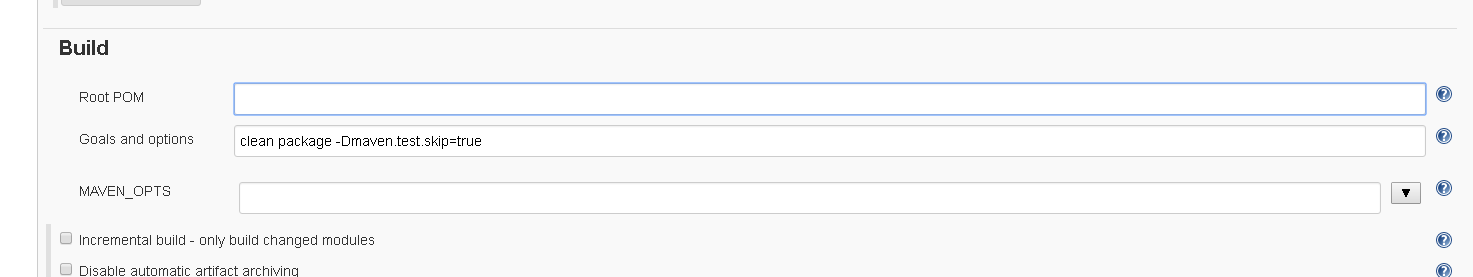 Build
Root POM
Goals and options clean package -Dmaven.test.skip=true
MAVEN_OPTS
Incremental build - only build changed modules
Disable automatic artifact archiving